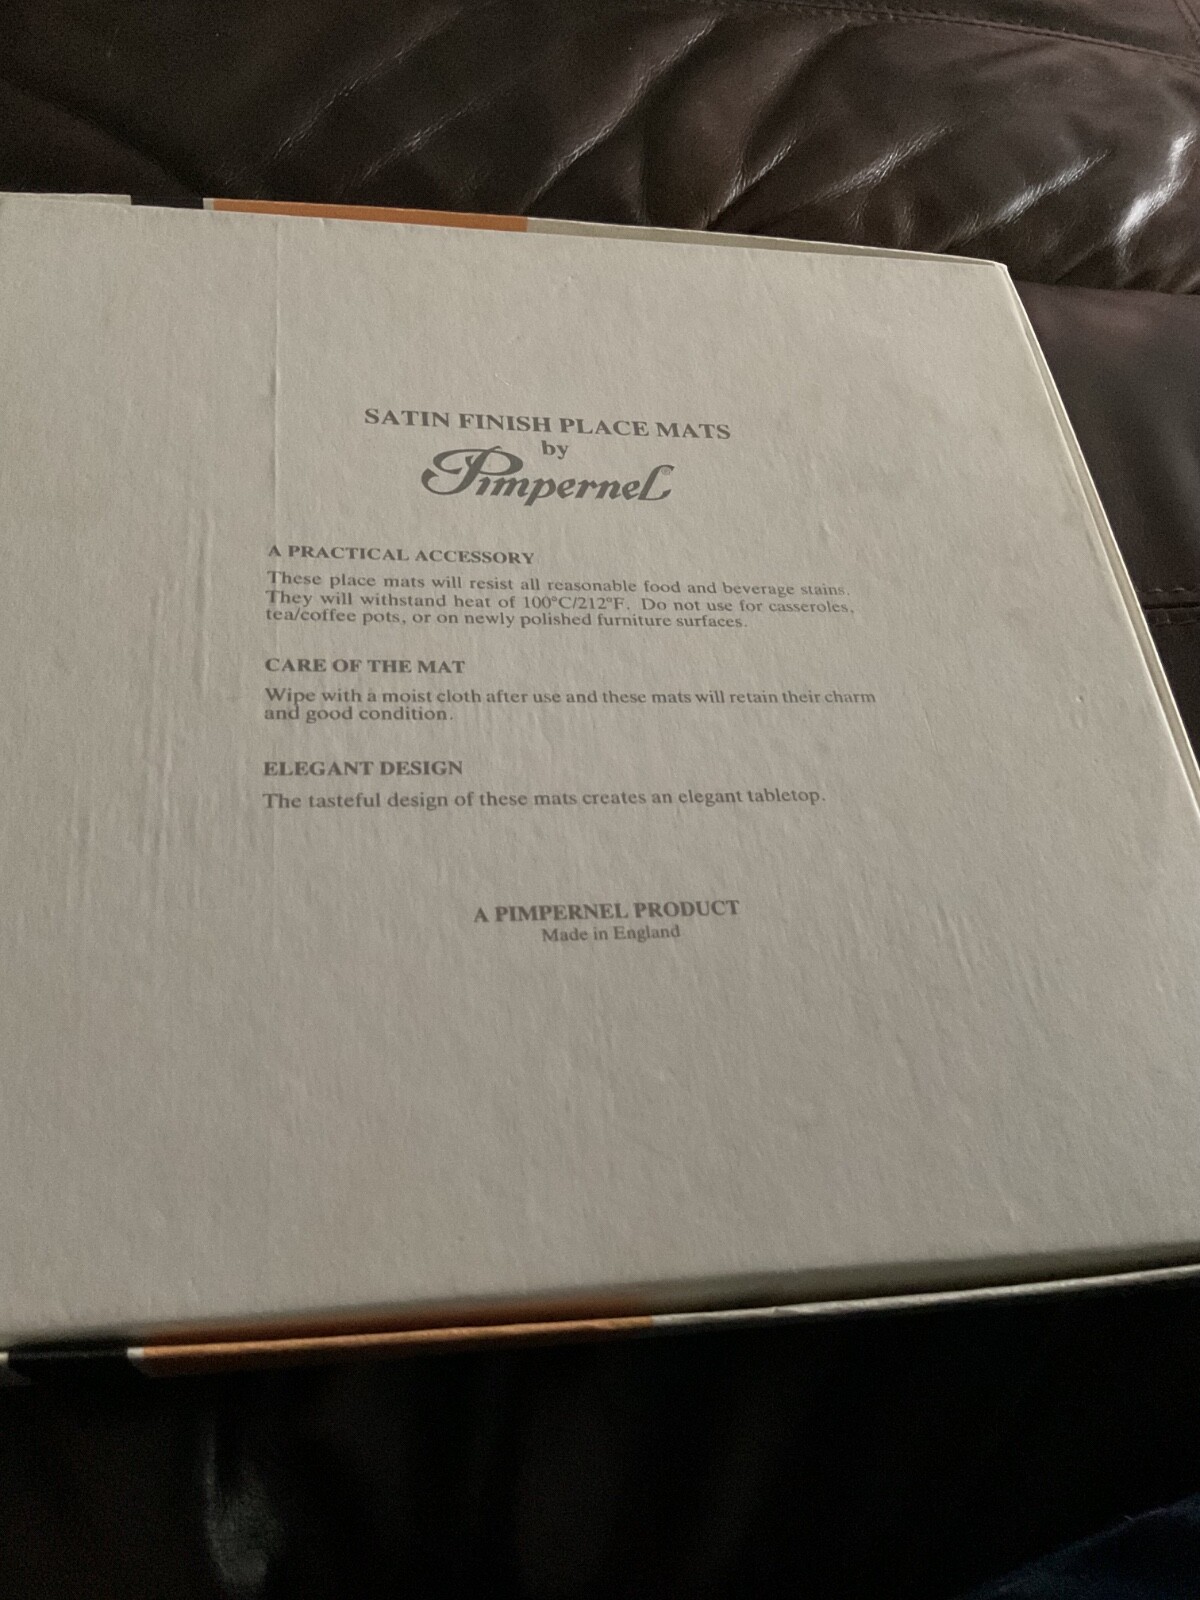 SATIN FINISH PLACE MATS
by
Pimpernel®
A PRACTICAL ACCESSORY
These place mats will resist all reasonable food and beverage stains.
They will withstand heat of 100°C/212°F. Do not use for casseroles,
tea/coffee pots, or on newly polished furniture surfaces.
CARE OF THE MAT
Wipe with a moist cloth after use and these mats will retain their charm
and good condition.
ELEGANT DESIGN
The tasteful design of these mats creates an elegant tabletop.
A PIMPERNEL PRODUCT
Made in England